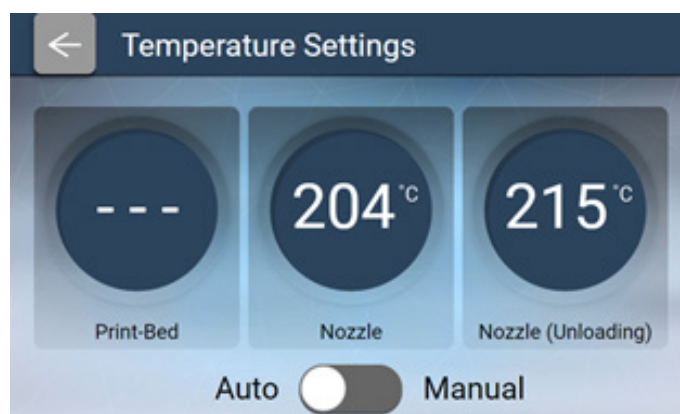 Temperature Settings
--- 204°C 215°C
Print-Bed Nozzle Nozzle (Unloading)
Auto Manual